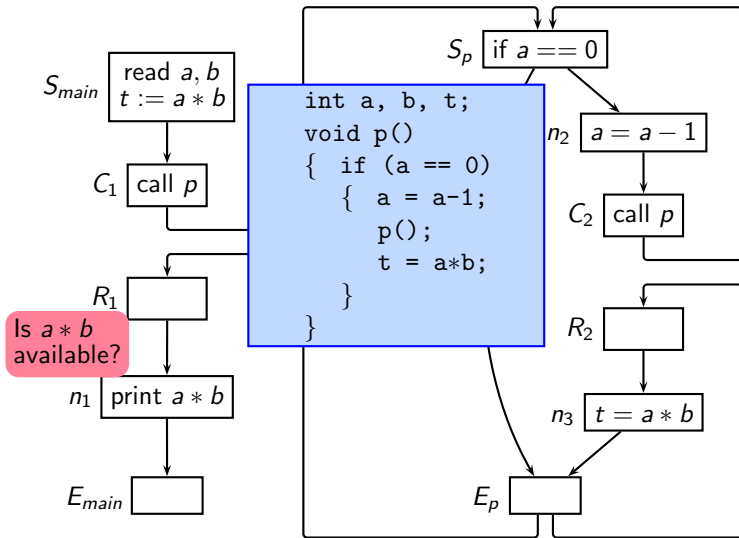 S_p
if a == 0
S_main
read a, b
t := a ∗ b
n_2
a = a − 1
C_1
call p
C_2
call p
int a, b, t;
void p()
{ if (a == 0)
{ a = a-1;
p();
t = a*b;
}
}
R_1
R_2
Is a ∗ b
available?
n_1
print a ∗ b
n_3
t = a ∗ b
E_main
E_p